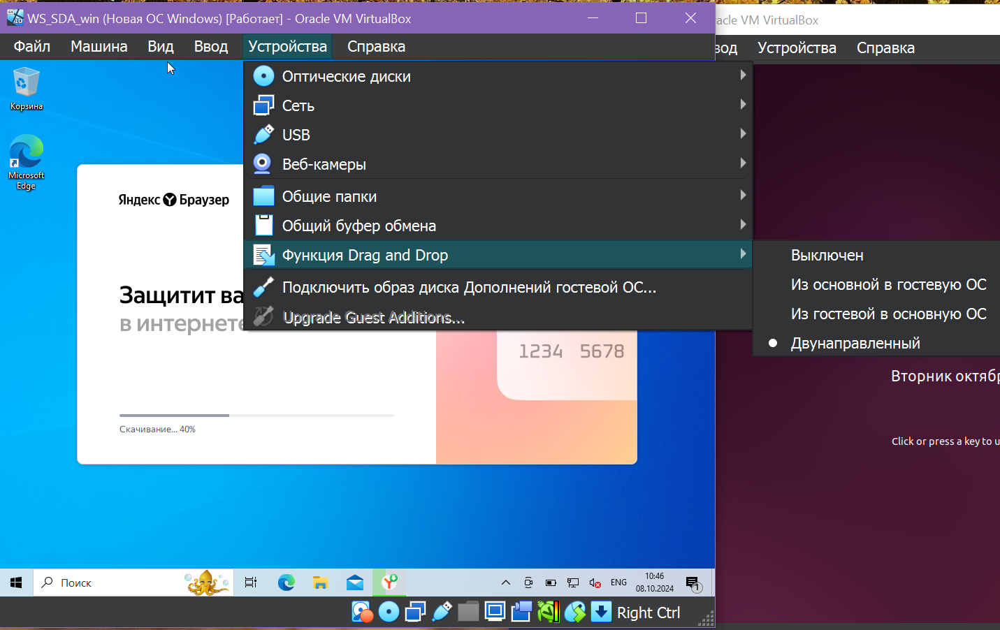 WS_SDA_win (Новая ОС Windows) [Работает] - Oracle VM VirtualBox
Файл Машина Вид Ввод Устройства Справка
VM VirtualBox
Устройства Справка
Корзина
Microsoft
Edge
Оптические диски
Сеть
USB
Веб-камеры
Общие папки
Общий буфер обмена
Функция Drag and Drop
Подключить образ диска Дополнений гостевой ОС...
Upgrade Guest Additions...
Выключен
Из основной в гостевую ОС
Из гостевой в основную ОС
Двунаправленный
Яндекс Браузер
Защитит ва
в интернете
1234 5678
Скачивание... 40%
Вторник октябр
Click or press a key to u
Поиск
ENG
10:46
08.10.2024
1
Right Ctrl